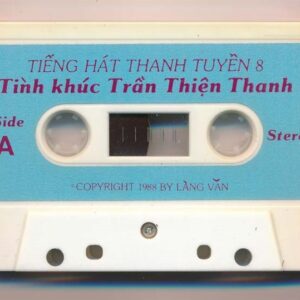 TIẾNG HÁT THANH TUYỀN 8
Tình khúc Trần Thiện Thanh
Side
A
Stereo
©COPYRIGHT 1988 BY LÀNG VĂN